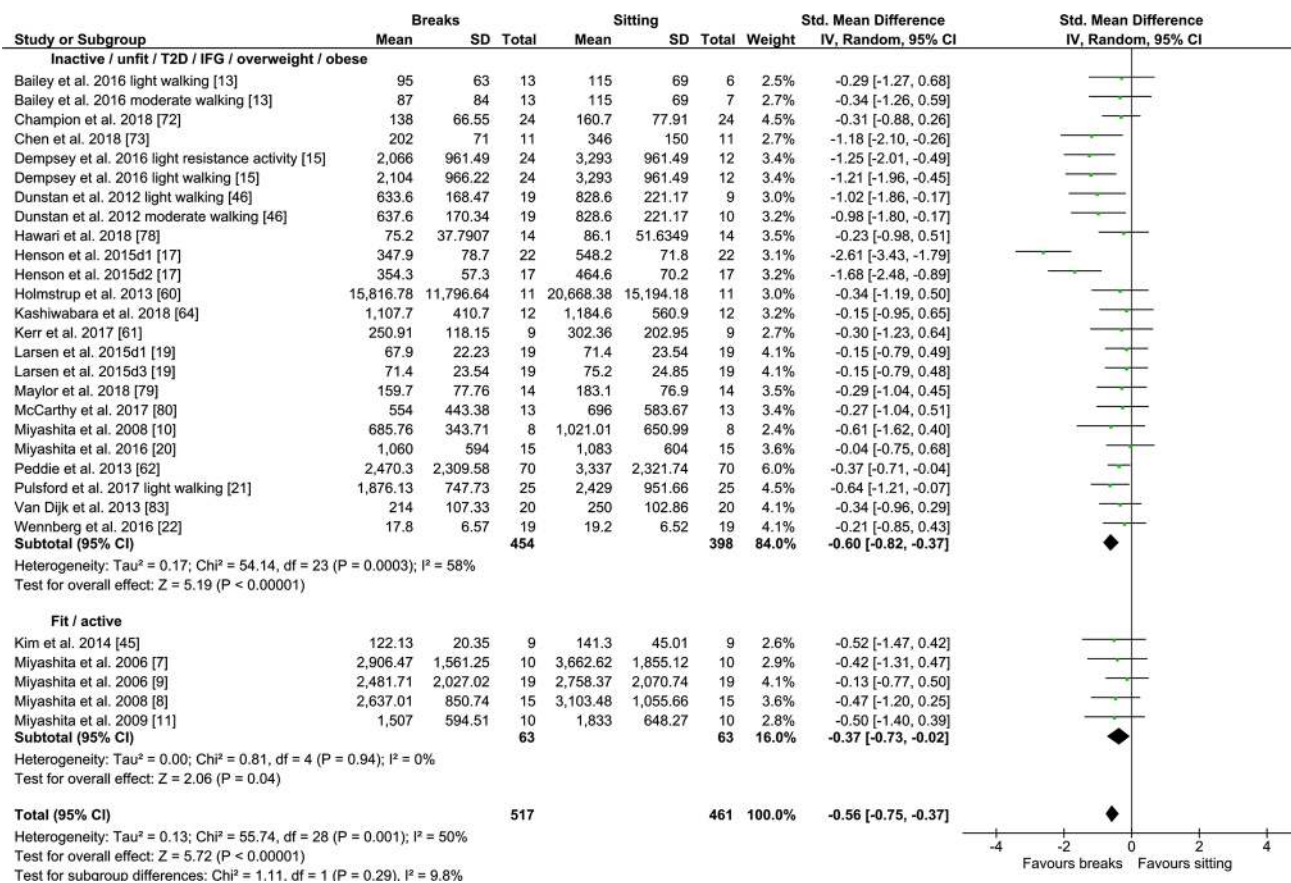 Breaks Sitting Std. Mean Difference Std. Mean Difference
Study or Subgroup Mean SD Total Mean SD Total Weight IV, Random, 95% CI IV, Random, 95% CI
Inactive / unfit / T2D / IFG / overweight / obese
Bailey et al. 2016 light walking [13] 95 63 13 115 69 6 2.5% -0.29 [-1.27, 0.68]
Bailey et al. 2016 moderate walking [13] 87 84 13 115 69 7 2.7% -0.34 [-1.26, 0.59]
Champion et al. 2018 [72] 138 66.55 24 160.7 77.91 24 4.4% -0.31 [-0.88, 0.26]
Chen et al. 2018 [73] 202 71 11 346 150 11 2.7% -1.18 [-2.10, -0.26]
Dempsey et al. 2016 light resistance activity [15] 2,066 961.49 24 3,293 961.49 12 3.4% -1.25 [-2.01, -0.49]
Dempsey et al. 2016 light walking [15] 2,104 966.22 24 3,293 961.49 12 3.4% -1.21 [-1.96, -0.45]
Dunstan et al. 2012 light walking [46] 633.6 168.47 19 828.6 221.17 9 3.0% -1.02 [-1.86, -0.17]
Dunstan et al. 2012 moderate walking [46] 637.6 170.34 19 828.6 221.17 10 3.1% -0.98 [-1.80, -0.17]
Hawari et al. 2018 [78] 75.2 37.7907 14 86.1 51.6349 14 3.5% -0.23 [-0.98, 0.51]
Henson et al. 2015d1 [17] 347.9 78.7 22 548.2 71.8 22 3.1% -2.61 [-3.43, -1.79]
Henson et al. 2015d2 [17] 354.3 57.3 17 464.6 70.2 17 3.2% -1.68 [-2.48, -0.89]
Holmstrup et al. 2013 [60] 15,816.78 11,796.64 11 20,668.38 15,194.18 11 3.0% -0.34 [-1.19, 0.50]
Kashiwabara et al. 2018 [64] 1,107.7 410.7 12 1,184.6 560.9 12 3.2% -0.15 [-0.95, 0.65]
Kerr et al. 2017 [61] 250.91 118.15 9 302.36 202.95 9 2.6% -0.30 [-1.23, 0.64]
Larsen et al. 2015d1 [19] 67.9 22.23 19 71.4 23.54 19 4.1% -0.15 [-0.79, 0.49]
Larsen et al. 2015d3 [19] 71.4 23.54 19 75.2 24.85 19 4.1% -0.15 [-0.79, 0.48]
Maylor et al. 2018 [79] 159.7 77.76 14 183.1 76.9 14 3.5% -0.29 [-1.04, 0.45]
McCarthy et al. 2017 [80] 554 443.38 13 696 583.67 13 3.4% -0.27 [-1.04, 0.51]
Miyashita et al. 2008 [10] 685.76 343.71 8 1,021.01 650.99 8 2.4% -0.61 [-1.62, 0.40]
Miyashita et al. 2016 [20] 1,060 594 15 1,083 604 15 3.6% -0.04 [-0.75, 0.68]
Peddie et al. 2013 [62] 2,470.3 2,309.58 70 3,337 2,321.74 70 6.0% -0.37 [-0.71, -0.04]
Pulsford et al. 2017 light walking [21] 1,876.13 747.73 25 2,429 951.66 25 4.5% -0.64 [-1.21, -0.07]
Van Dijk et al. 2013 [83] 214 107.33 20 250 102.86 20 4.2% -0.34 [-0.96, 0.29]
Wennberg et al. 2016 [22] 17.8 6.57 19 19.2 6.52 19 4.1% -0.21 [-0.85, 0.43]
Subtotal (95% CI) 454 398 84.0% -0.60 [-0.82, -0.37]
Heterogeneity: Tau² = 0.17; Chi² = 54.14, df = 23 (P = 0.0003); I² = 58%
Test for overall effect: Z = 5.19 (P < 0.00001)
Fit / active
Kim et al. 2014 [45] 122.13 20.35 9 141.3 45.01 9 2.6% -0.52 [-1.47, 0.42]
Miyashita et al. 2006 [7] 2,906.47 1,561.25 10 3,662.62 1,855.12 10 2.9% -0.42 [-1.31, 0.47]
Miyashita et al. 2006 [9] 2,481.71 2,027.02 19 2,758.37 2,070.74 19 4.1% -0.13 [-0.77, 0.50]
Miyashita et al. 2008 [8] 2,637.01 850.74 15 3,103.48 1,055.66 15 3.6% -0.47 [-1.20, 0.25]
Miyashita et al. 2009 [11] 1,507 594.51 10 1,833 648.27 10 2.8% -0.50 [-1.40, 0.39]
Subtotal (95% CI) 63 63 16.0% -0.37 [-0.73, -0.02]
Heterogeneity: Tau² = 0.00; Chi² = 0.81, df = 4 (P = 0.94); I² = 0%
Test for overall effect: Z = 2.06 (P = 0.04)
Total (95% CI) 517 461 100.0% -0.56 [-0.75, -0.37]
Heterogeneity: Tau² = 0.13; Chi² = 55.74, df = 28 (P = 0.001); I² = 50%
Test for overall effect: Z = 5.72 (P < 0.00001)
Test for subgroup differences: Chi² = 1.11, df = 1 (P = 0.29), I² = 9.8%
-4 -2 0 2 4
Favours breaks Favours sitting